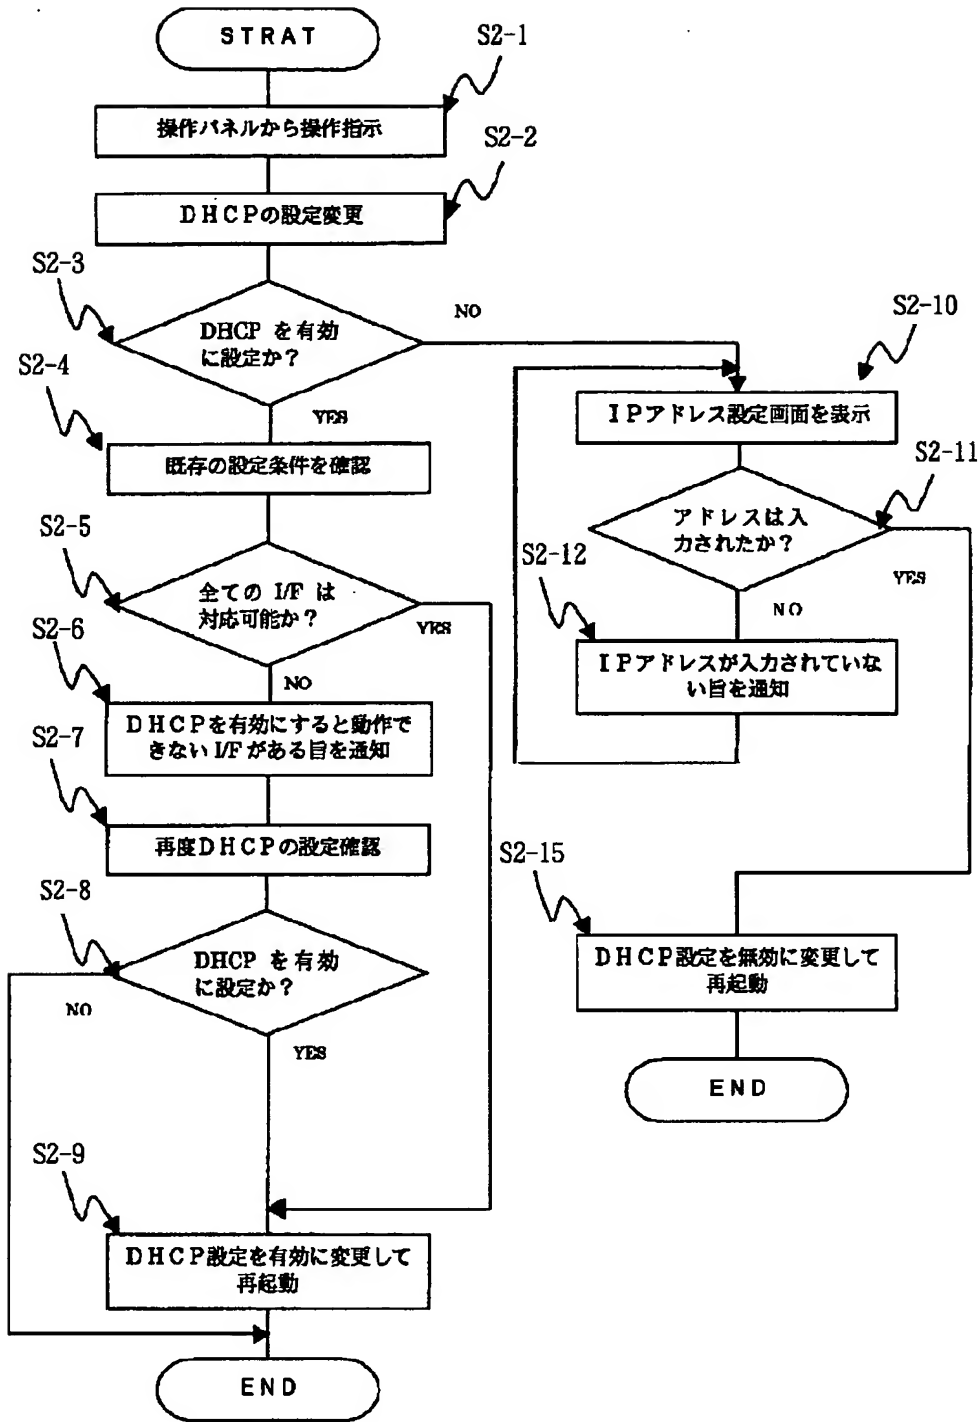 STRAT
S2-1
操作パネルから操作指示
S2-2
DHCPの設定変更
S2-3
DHCP を有効
に設定か?
NO
YES
S2-4
既存の設定条件を確認
S2-5
全ての I/F は
対応可能か?
YES
NO
S2-6
DHCPを有効にすると動作で
きない I/F がある旨を通知
S2-7
再度DHCPの設定確認
S2-8
DHCP を有効
に設定か?
NO
YES
S2-9
DHCP設定を有効に変更して
再起動
END
S2-10
IPアドレス設定画面を表示
S2-11
アドレスは入
力されたか?
YES
NO
S2-12
IPアドレスが入力されていな
い旨を通知
S2-15
DHCP設定を無効に変更して
再起動
END